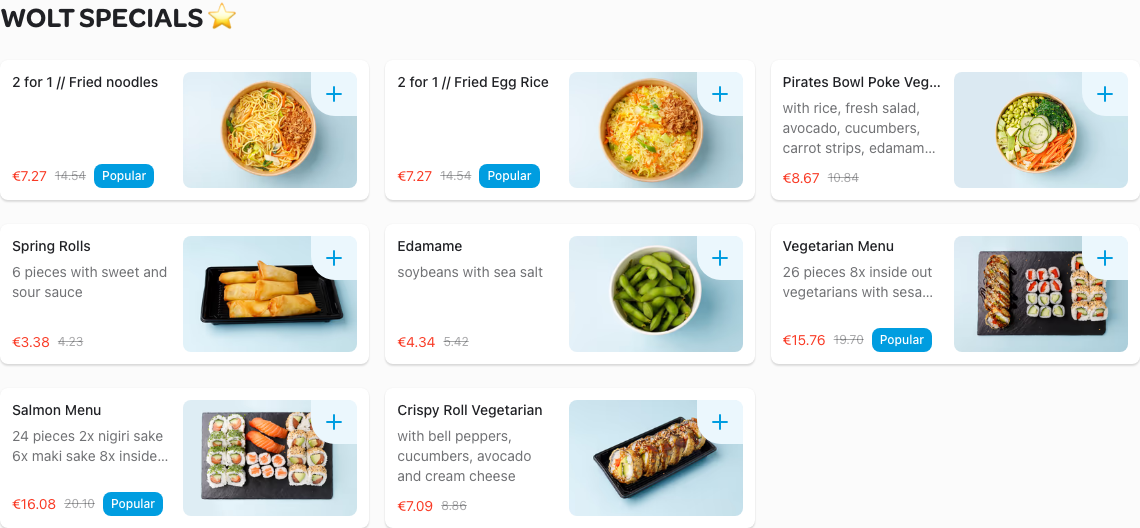 WOLT SPECIALS ⭐
2 for 1 // Fried noodles
€7.27 14.54 Popular
2 for 1 // Fried Egg Rice
€7.27 14.54 Popular
Pirates Bowl Poke Veg...
with rice, fresh salad,
avocado, cucumbers,
carrot strips, edamam...
€8.67 10.84
Spring Rolls
6 pieces with sweet and
sour sauce
€3.38 4.23
Edamame
soybeans with sea salt
€4.34 5.42
Vegetarian Menu
26 pieces 8x inside out
vegetarians with sesa...
€15.76 19.70 Popular
Salmon Menu
24 pieces 2x nigiri sake
6x maki sake 8x inside...
€16.08 20.10 Popular
Crispy Roll Vegetarian
with bell peppers,
cucumbers, avocado
and cream cheese
€7.09 8.86